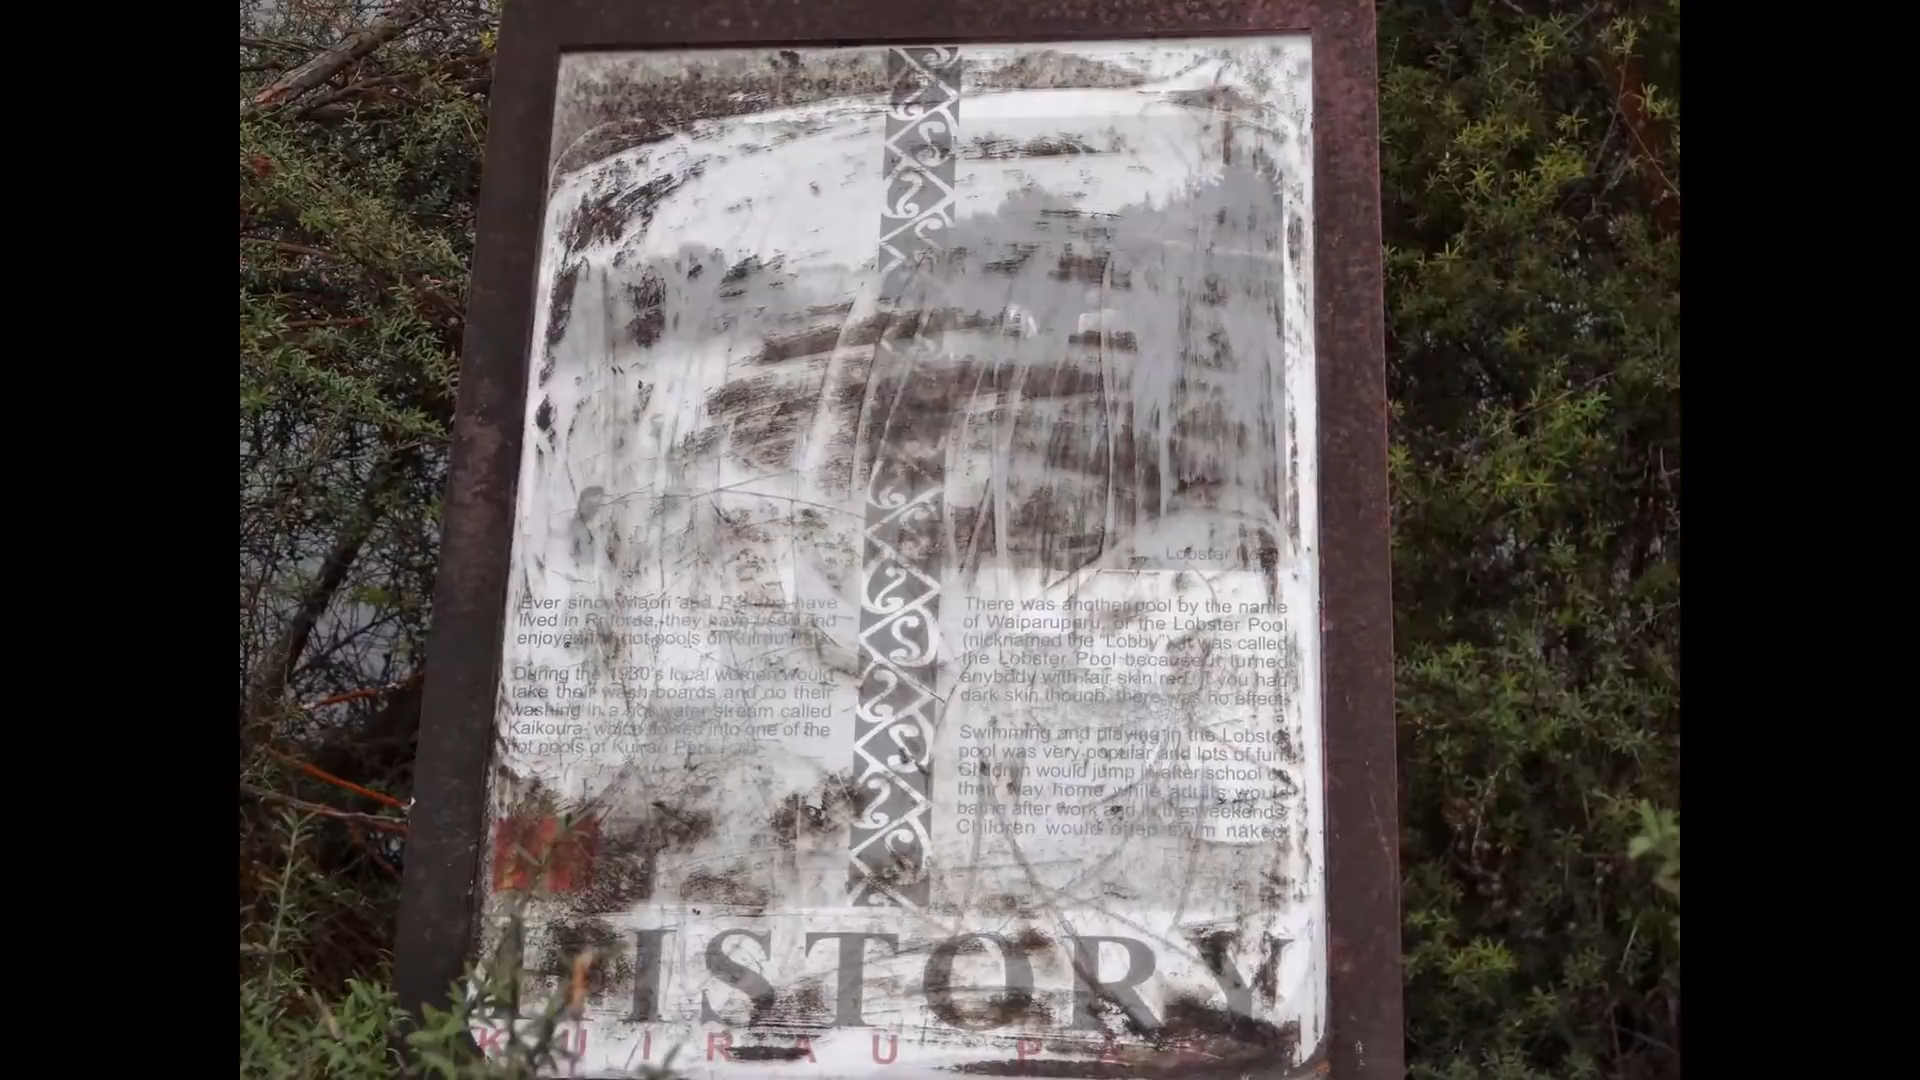 Lobster
Ever since Maori and Pakeha have
lived in Rotorua, they have used and
enjoyed the hot pools of Kuirau Park.
During the 1930's local women would
take their wash-boards and do their
washing in a hot water stream called
Kaikoura, which flowed into one of the
hot pools of Kuirau Park
There was another pool by the name
of Waiparuparu, or the Lobster Pool
(nicknamed the "Lobby"). It was called
the Lobster Pool because it turned
anybody with fair skin red. If you had
dark skin though, there was no effect.
Swimming and playing in the Lobster
pool was very popular and lots of fun.
Children would jump in after school on
their way home while adults would
bathe after work and in the weekends.
Children would often swim naked.
HISTORY
KUIRAU PARK